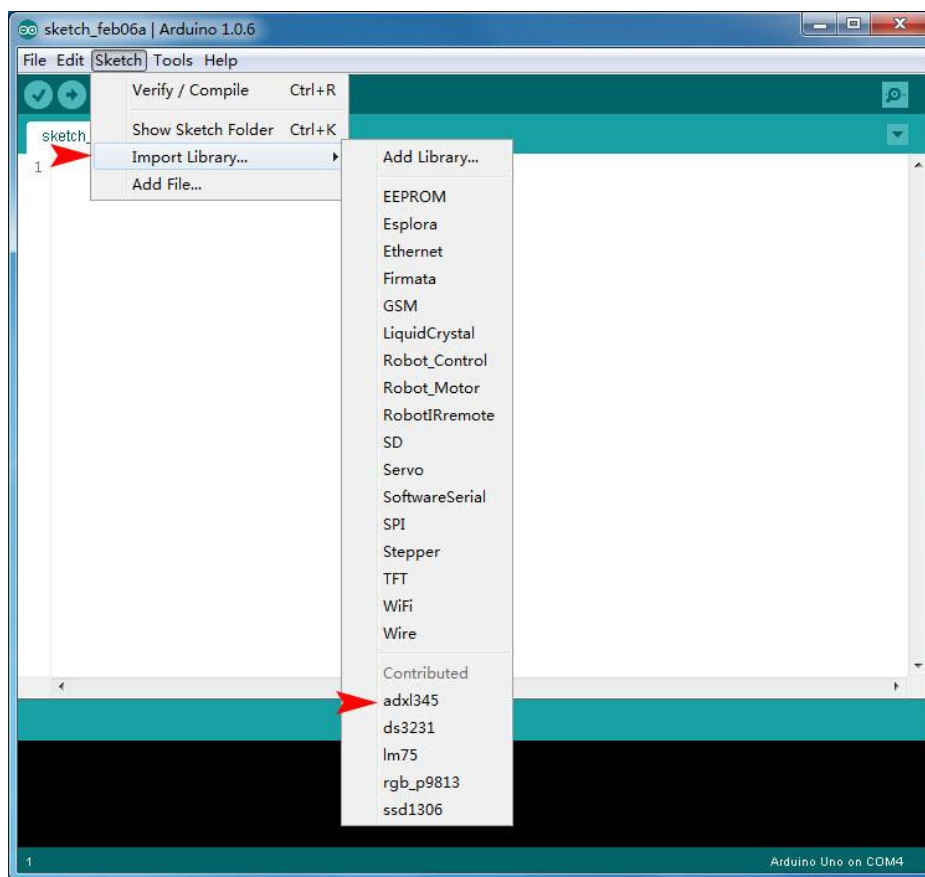 sketch_feb06a | Arduino 1.0.6
File Edit Sketch Tools Help
Verify / Compile Ctrl+R
sketch_
Show Sketch Folder Ctrl+K
1
Import Library...
Add File...
Add Library...
EEPROM
Esplora
Ethernet
Firmata
GSM
LiquidCrystal
Robot_Control
Robot_Motor
RobotIRremote
SD
Servo
SoftwareSerial
SPI
Stepper
TFT
WiFi
Wire
Contributed
adxl345
ds3231
lm75
rgb_p9813
ssd1306
1 Arduino Uno on COM4